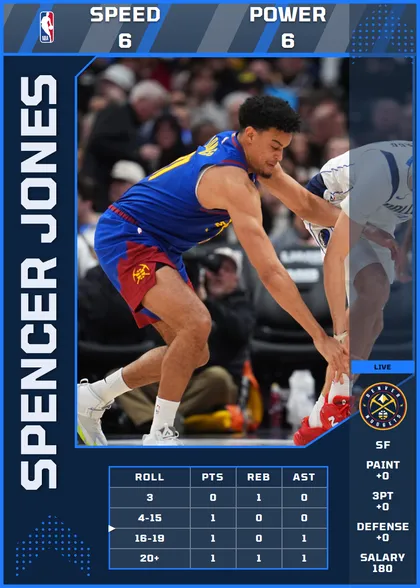 SPEED
6
POWER
6
SPENCER JONES
LIVE
SF
PAINT
+0
3PT
+0
DEFENSE
+0
SALARY
180
ROLL PTS REB AST
3 0 1 0
4-15 1 0 0
16-19 1 0 1
20+ 1 1 1